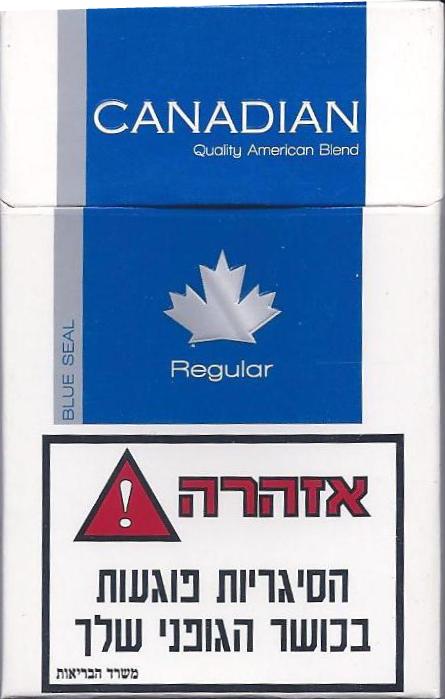 CANADIAN
Quality American Blend
Regular
BLUE SEAL
אזהרה
הסיגריות פוגעות
בכושר הגופני שלך
משרד הבריאות